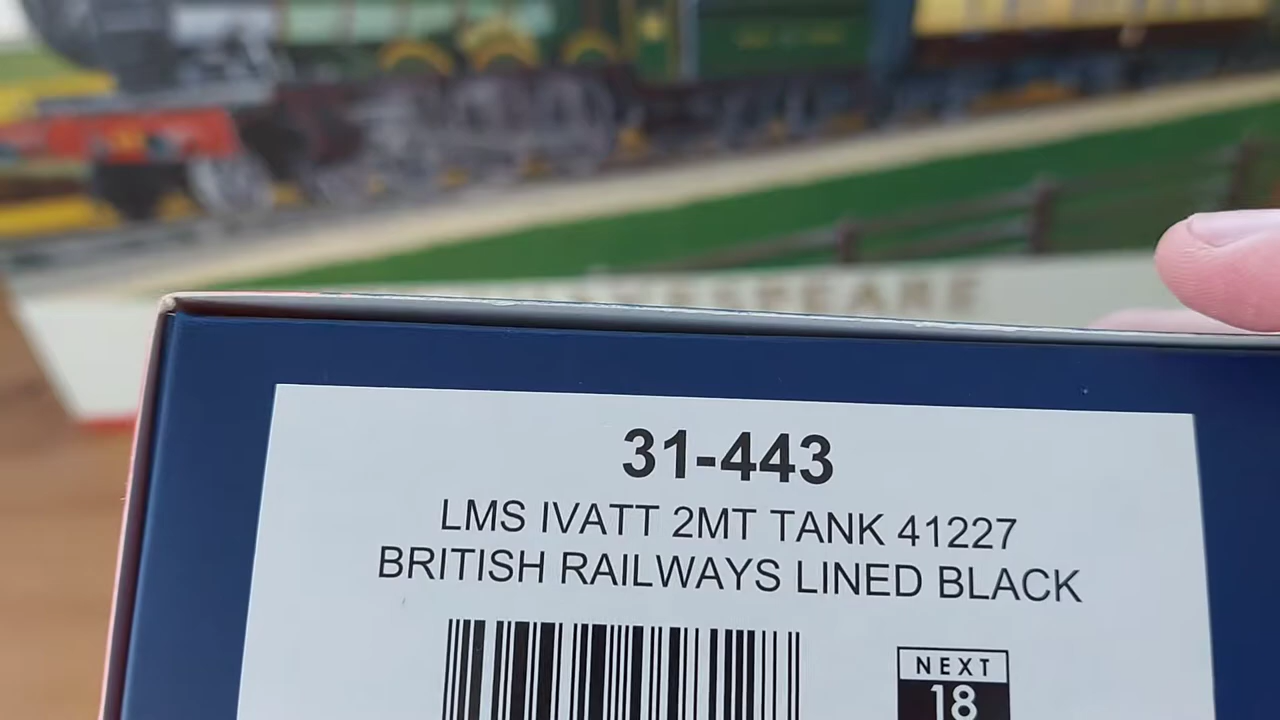 31-443
LMS IVATT 2MT TANK 41227
BRITISH RAILWAYS LINED BLACK
NEXT
18